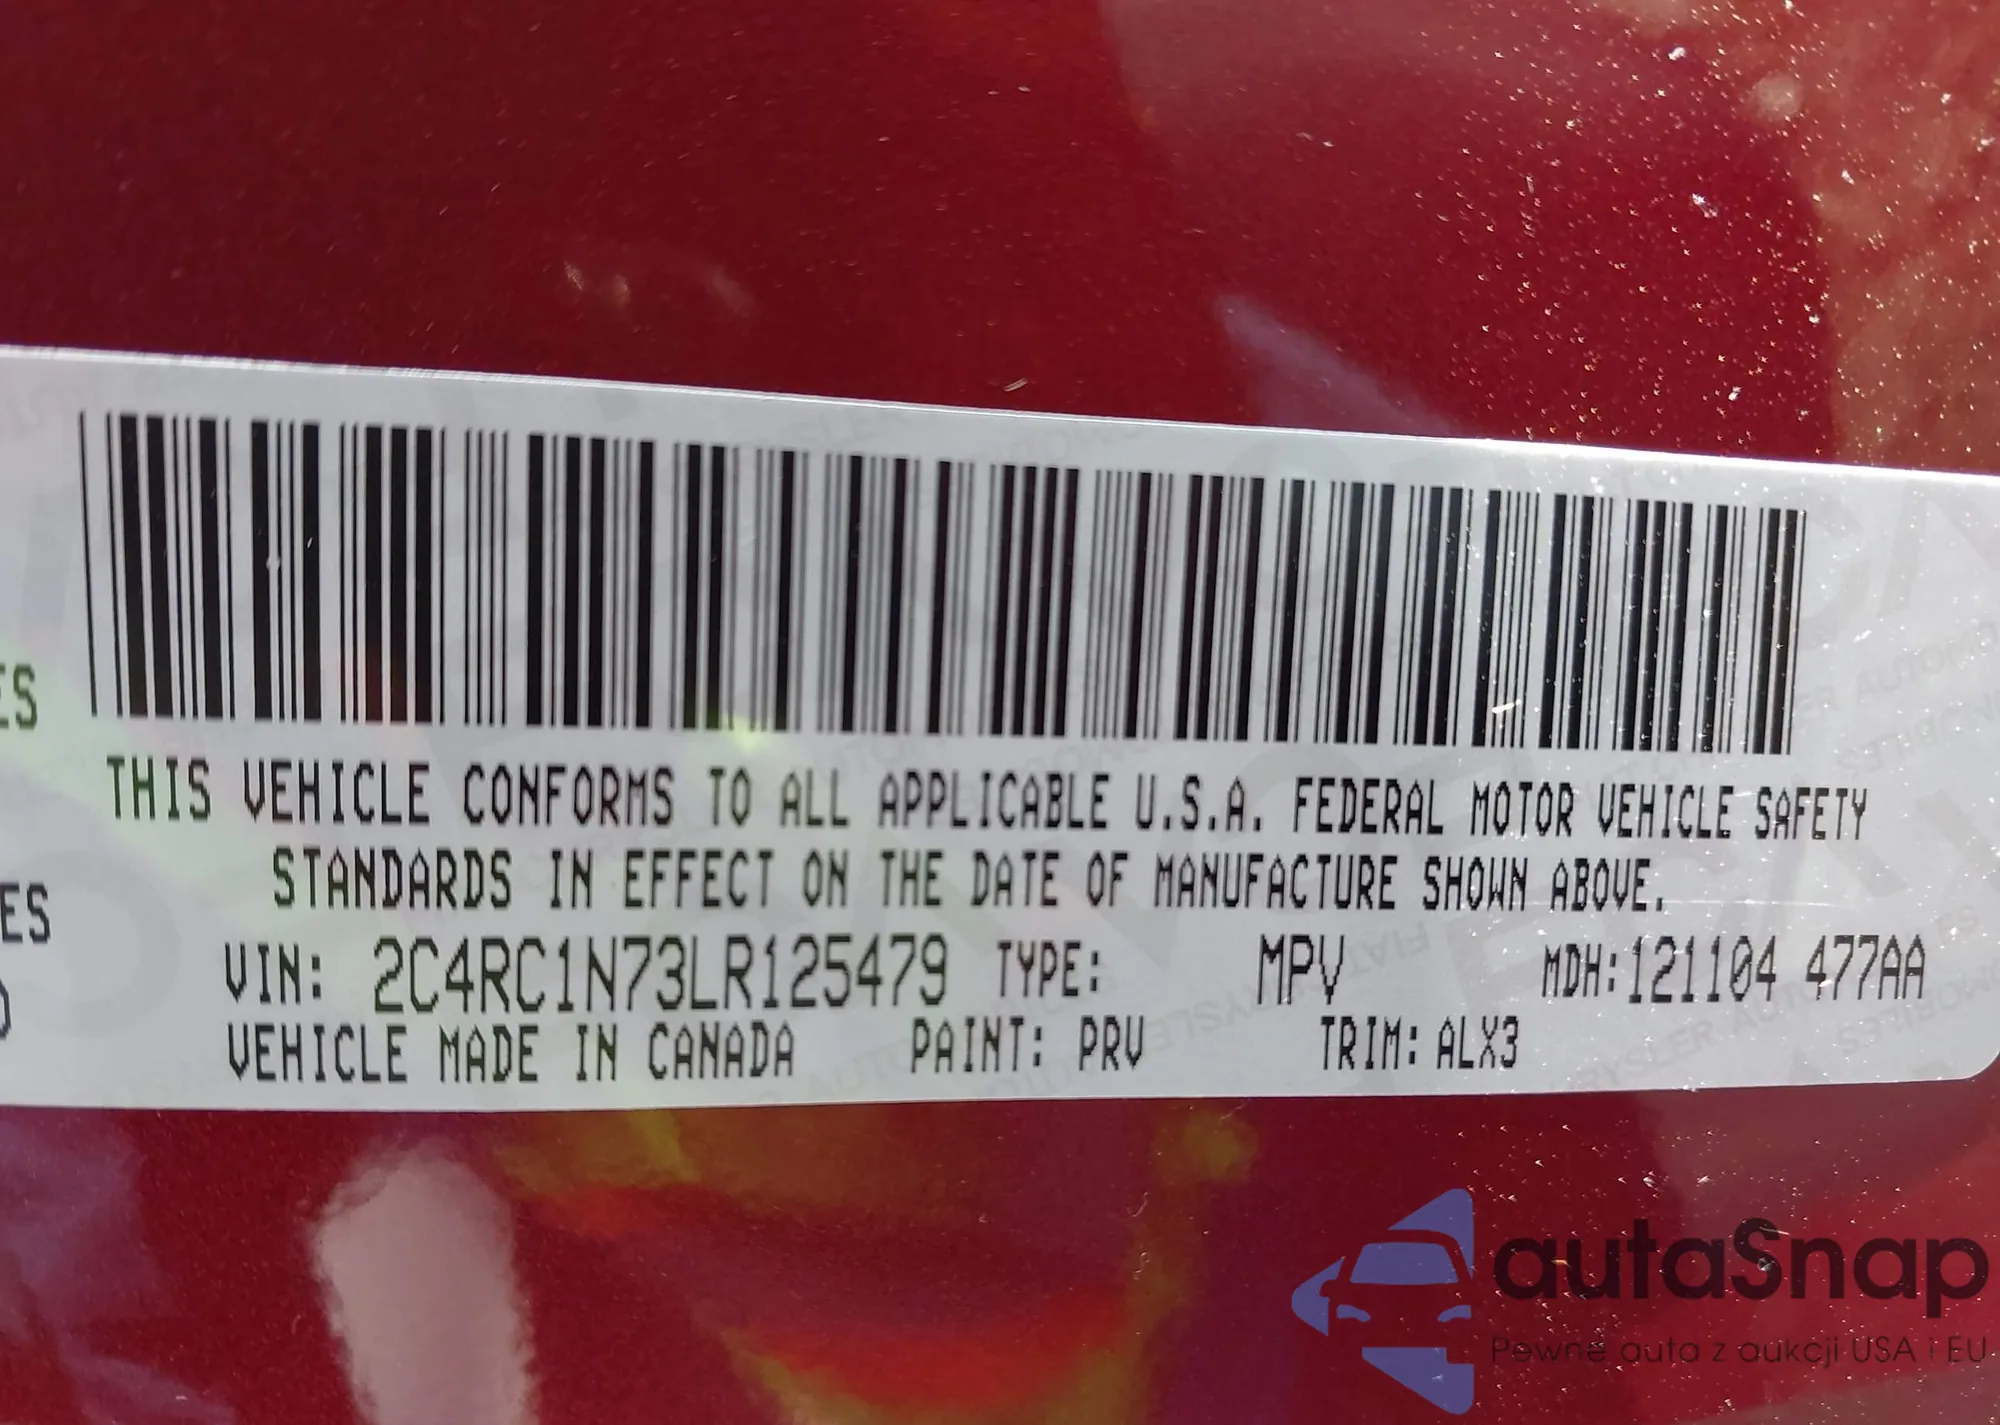 ES
THIS VEHICLE CONFORMS TO ALL APPLICABLE U.S.A. FEDERAL MOTOR VEHICLE SAFETY
STANDARDS IN EFFECT ON THE DATE OF MANUFACTURE SHOWN ABOVE.
ES
VIN: 2C4RC1N73LR125479 TYPE: MPV MDH:121104 477AA
VEHICLE MADE IN CANADA PAINT: PRV TRIM: ALX3
autaSnap
Pewne auta z aukcji USA i EU